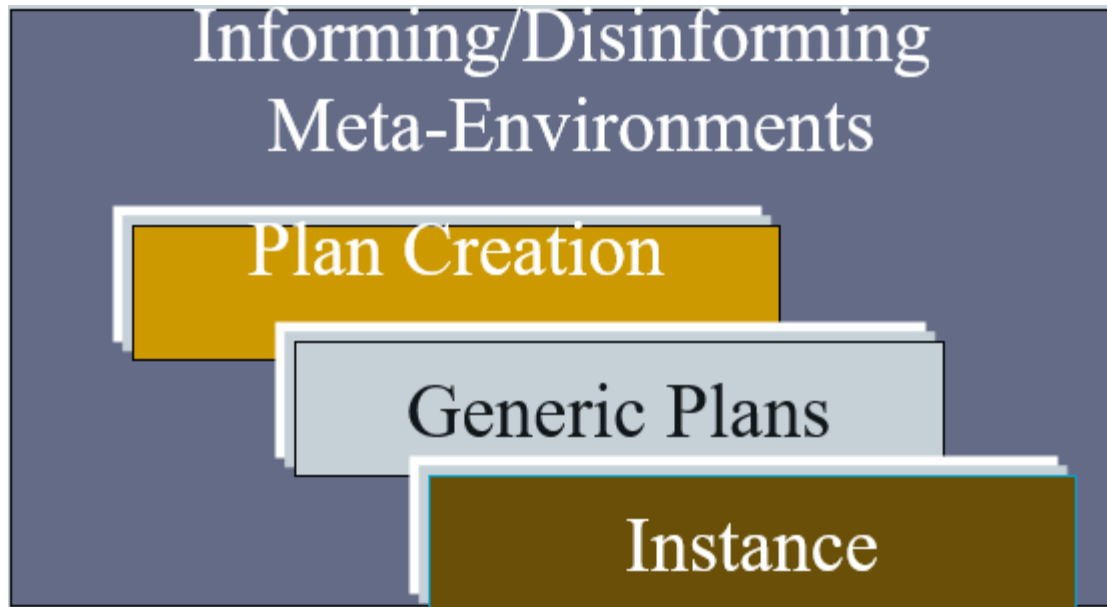 Informing/Disinforming
Meta-Environments
Plan Creation
Generic Plans
Instance